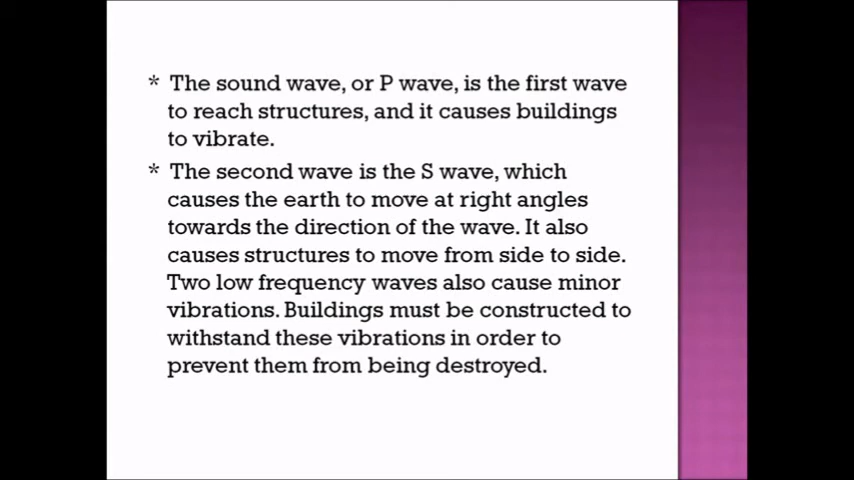 * The sound wave, or P wave, is the first wave
to reach structures, and it causes buildings
to vibrate.
* The second wave is the S wave, which
causes the earth to move at right angles
towards the direction of the wave. It also
causes structures to move from side to side.
Two low frequency waves also cause minor
vibrations. Buildings must be constructed to
withstand these vibrations in order to
prevent them from being destroyed.